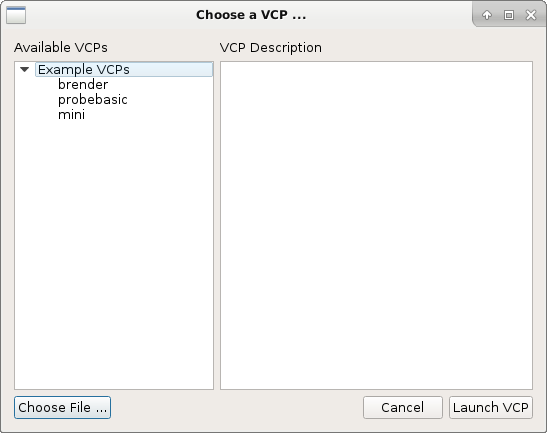 Choose a VCP ...
Available VCPs
VCP Description
Example VCPs
brender
probebasic
mini
Choose File ...
Cancel
Launch VCP